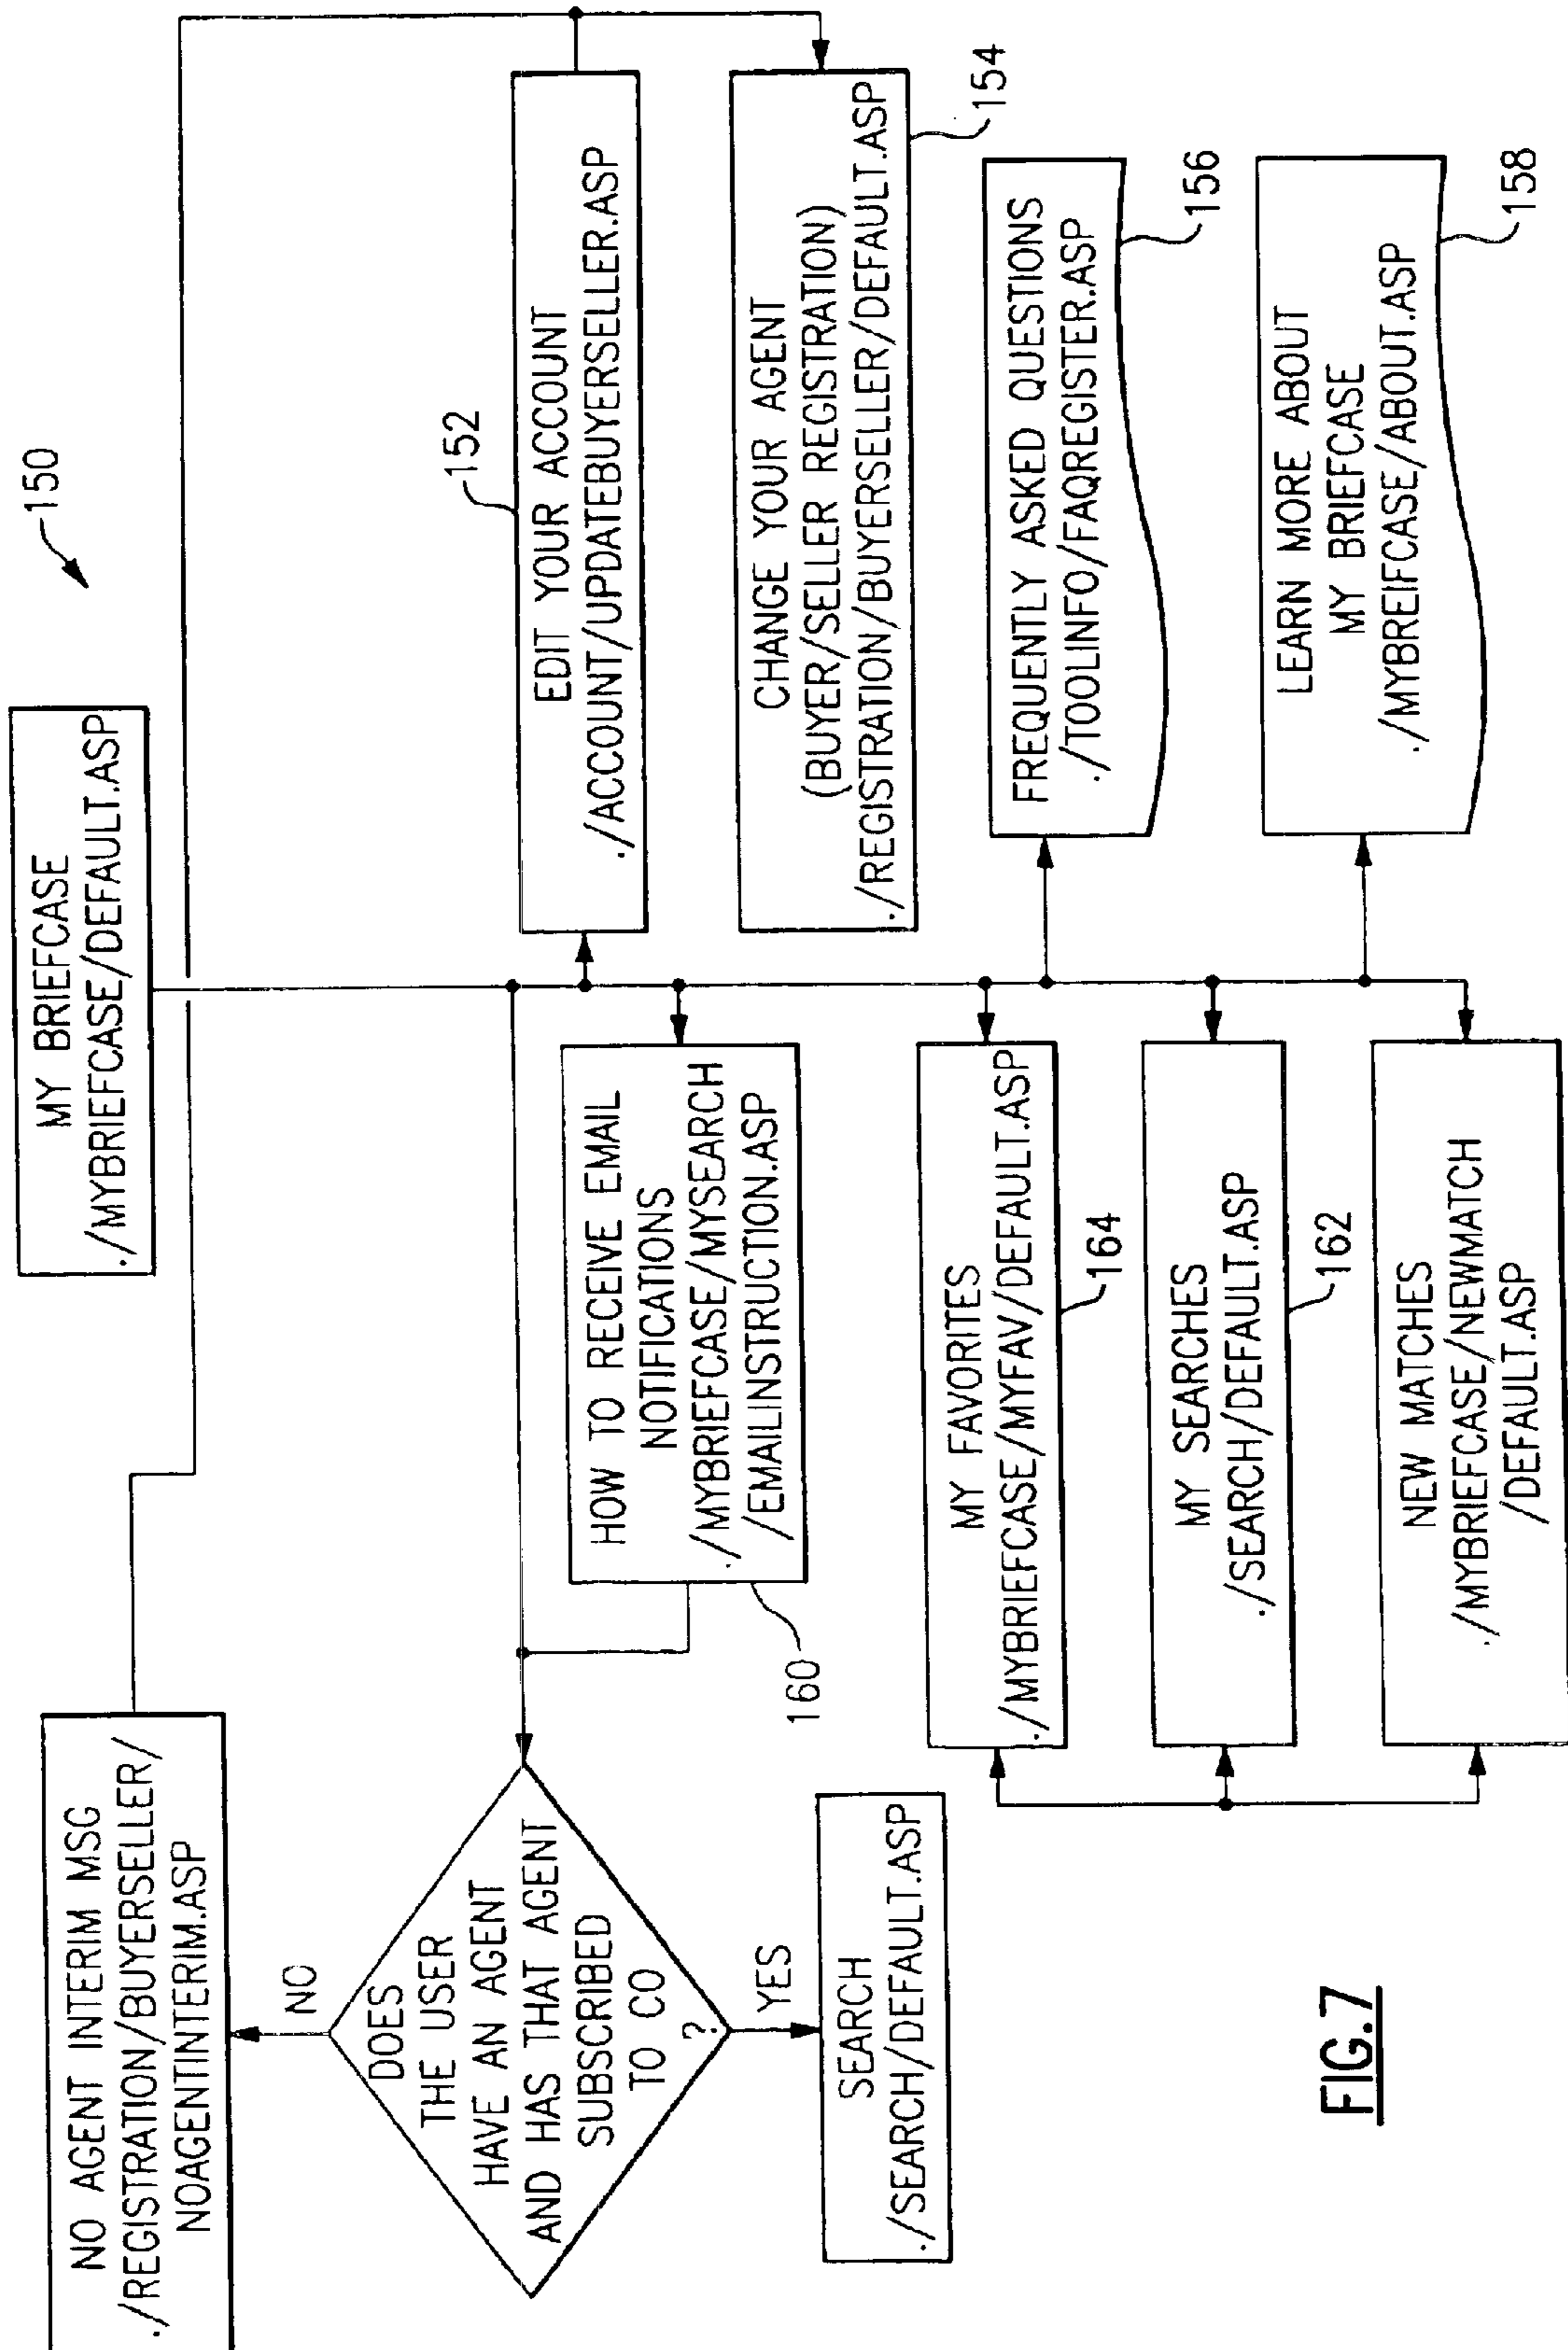 150
MY BRIEFCASE
./MYBRIEFCASE/DEFAULT.ASP
NO AGENT INTERIM MSG
./REGISTRATION/BUYERSELLER/
NOAGENTINTERIM.ASP
NO
DOES
THE USER
HAVE AN AGENT
AND HAS THAT AGENT
SUBSCRIBED
TO CO
?
YES
SEARCH
./SEARCH/DEFAULT.ASP
HOW TO RECEIVE EMAIL
NOTIFICATIONS
./MYBRIEFCASE/MYSEARCH
/EMAILINSTRUCTION.ASP
160
152
EDIT YOUR ACCOUNT
./ACCOUNT/UPDATEBUYERSELLER.ASP
CHANGE YOUR AGENT
(BUYER/SELLER REGISTRATION)
./REGISTRATION/BUYERSELLER/DEFAULT.ASP
154
MY FAVORITES
./MYBRIEFCASE/MYFAV/DEFAULT.ASP
164
FREQUENTLY ASKED QUESTIONS
./TOOLINFO/FAQREGISTER.ASP
156
MY SEARCHES
./SEARCH/DEFAULT.ASP
162
LEARN MORE ABOUT
MY BRIEFCASE
./MYBREIFCASE/ABOUT.ASP
158
NEW MATCHES
./MYBRIEFCASE/NEWMATCH
/DEFAULT.ASP
FIG.7